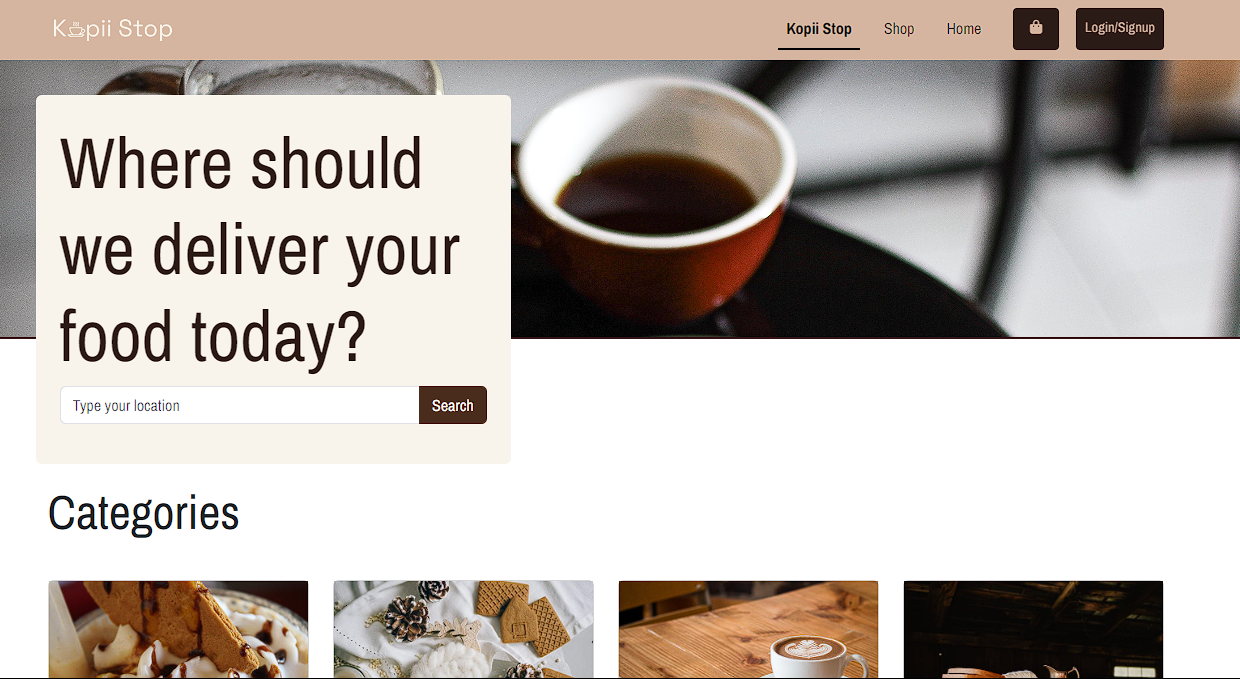 Kopii Stop
Kopii Stop Shop Home Login/Signup
Where should
we deliver your
food today?
Type your location Search
Categories